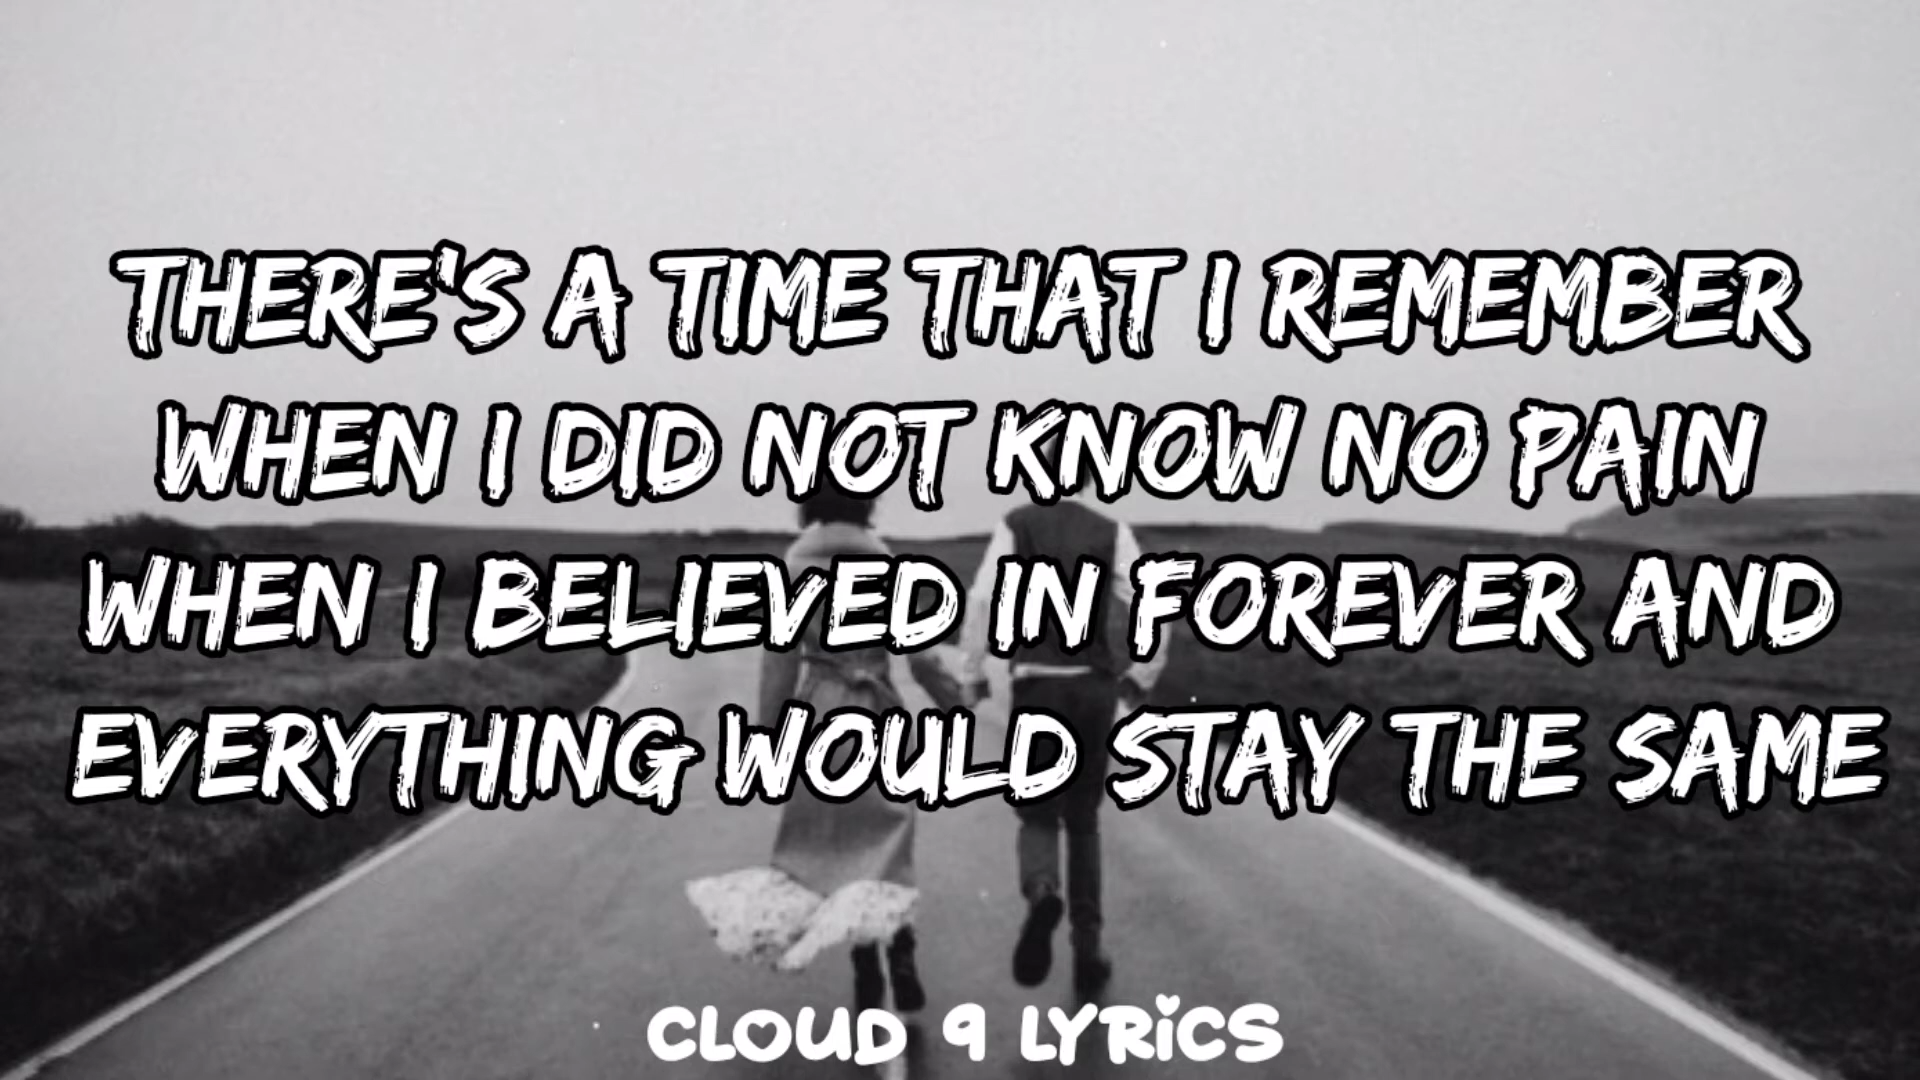 THERE'S A TIME THAT I REMEMBER
WHEN I DID NOT KNOW NO PAIN
WHEN I BELIEVED IN FOREVER AND
EVERYTHING WOULD STAY THE SAME
CLOUD 9 LYRICS